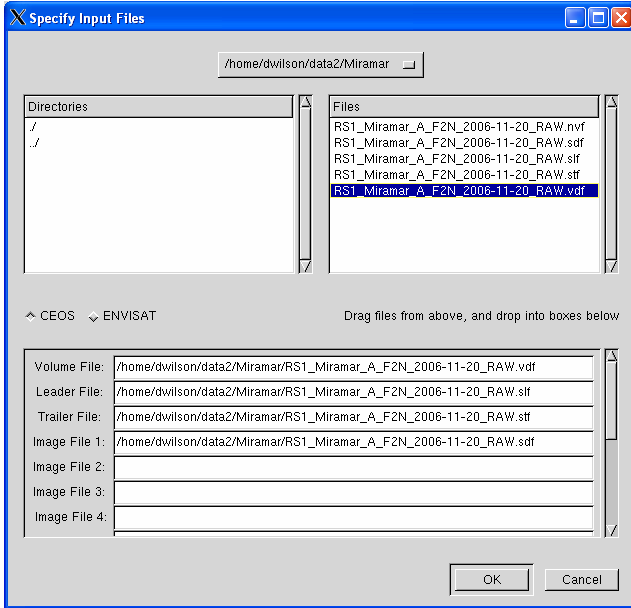 Specify Input Files
/home/dwilson/data2/Miramar
Directories
./
../
Files
RS1_Miramar_A_F2N_2006-11-20_RAW.nvf
RS1_Miramar_A_F2N_2006-11-20_RAW.sdf
RS1_Miramar_A_F2N_2006-11-20_RAW.slf
RS1_Miramar_A_F2N_2006-11-20_RAW.stf
RS1_Miramar_A_F2N_2006-11-20_RAW.vdf
CEOS ENVISAT Drag files from above, and drop into boxes below
Volume File: /home/dwilson/data2/Miramar/RS1_Miramar_A_F2N_2006-11-20_RAW.vdf
Leader File: /home/dwilson/data2/Miramar/RS1_Miramar_A_F2N_2006-11-20_RAW.slf
Trailer File: /home/dwilson/data2/Miramar/RS1_Miramar_A_F2N_2006-11-20_RAW.stf
Image File 1: /home/dwilson/data2/Miramar/RS1_Miramar_A_F2N_2006-11-20_RAW.sdf
Image File 2:
Image File 3:
Image File 4:
OK Cancel